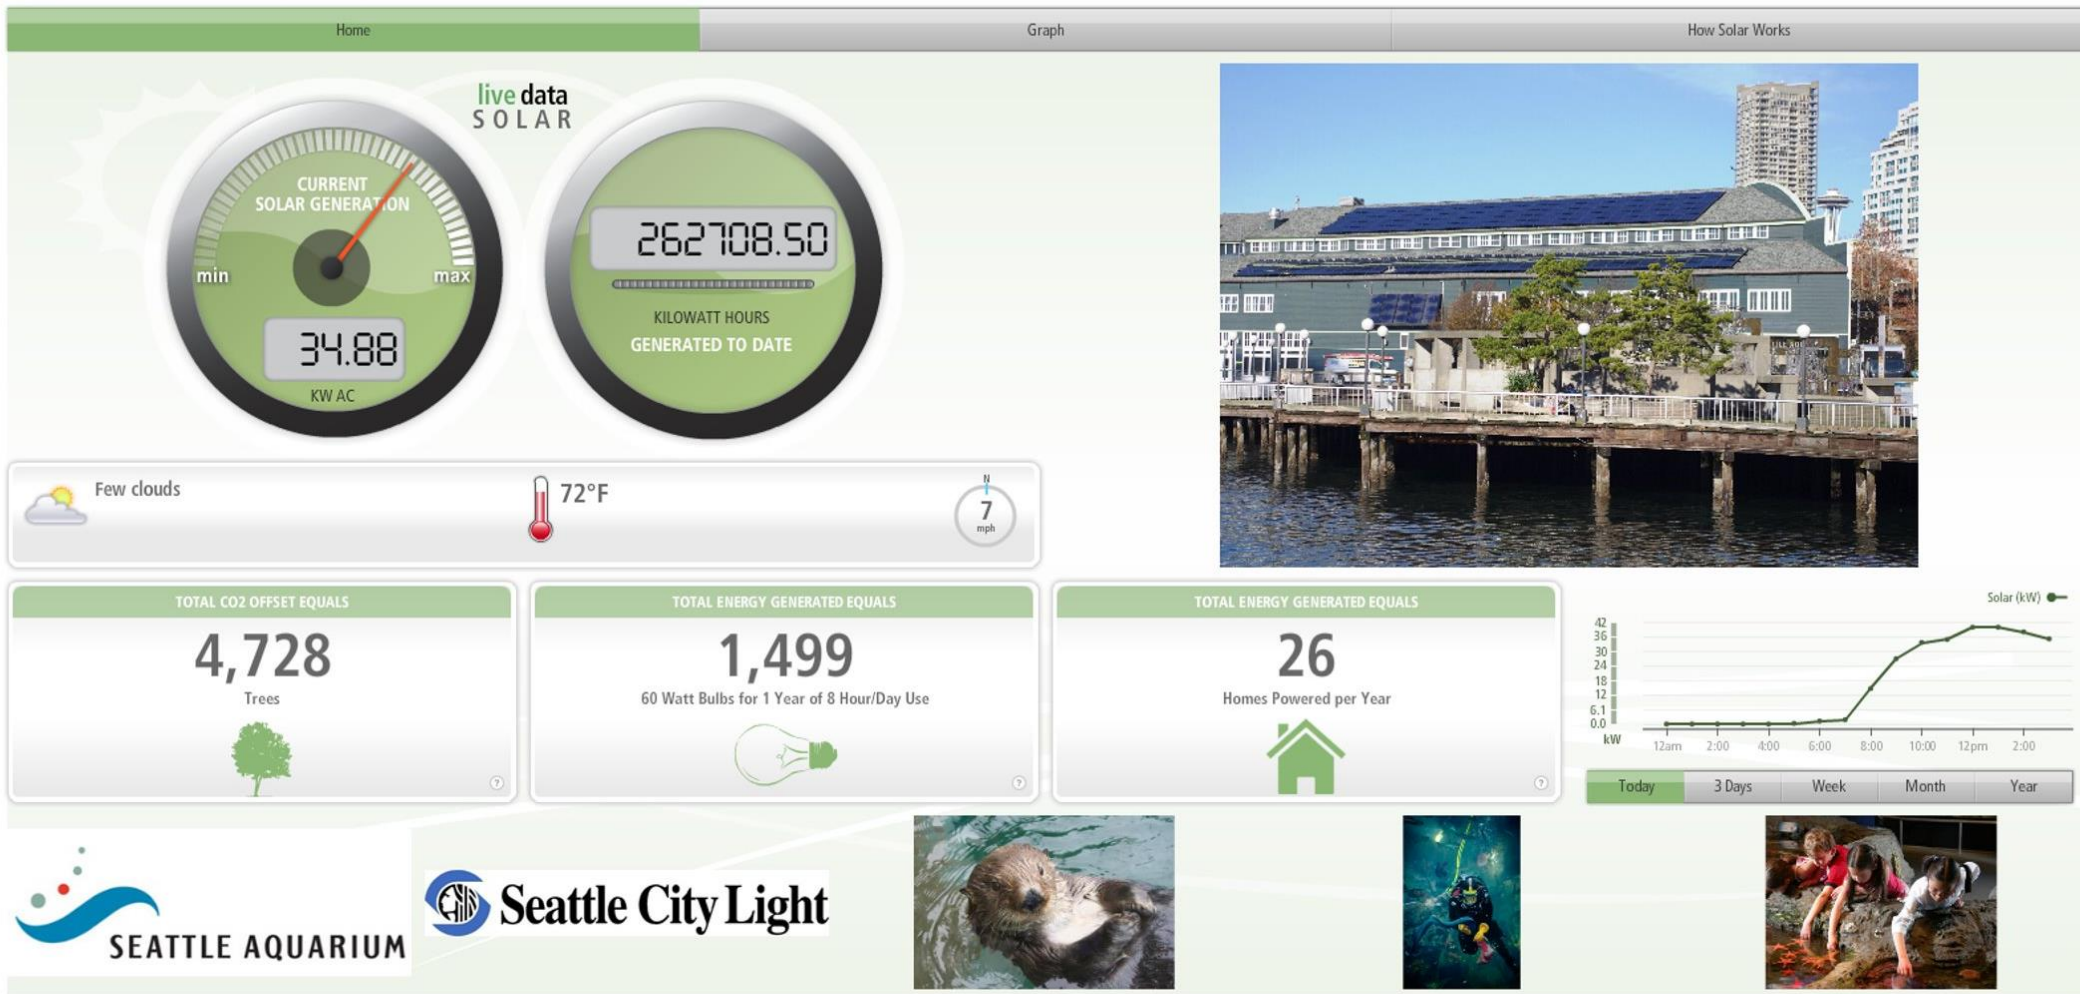 Home
Graph
How Solar Works
live data
SOLAR
CURRENT
SOLAR GENERATION
min
max
34.88
KW AC
262708.50
KILOWATT HOURS
GENERATED TO DATE
Few clouds
72°F
N
7
mph
TOTAL CO2 OFFSET EQUALS
4,728
Trees
?
TOTAL ENERGY GENERATED EQUALS
1,499
60 Watt Bulbs for 1 Year of 8 Hour/Day Use
?
TOTAL ENERGY GENERATED EQUALS
26
Homes Powered per Year
?
Solar (kW)
42
36
30
24
18
12
6.1
0.0
kW
12am 2:00 4:00 6:00 8:00 10:00 12pm 2:00
Today
3 Days
Week
Month
Year
SEATTLE AQUARIUM
Seattle City Light